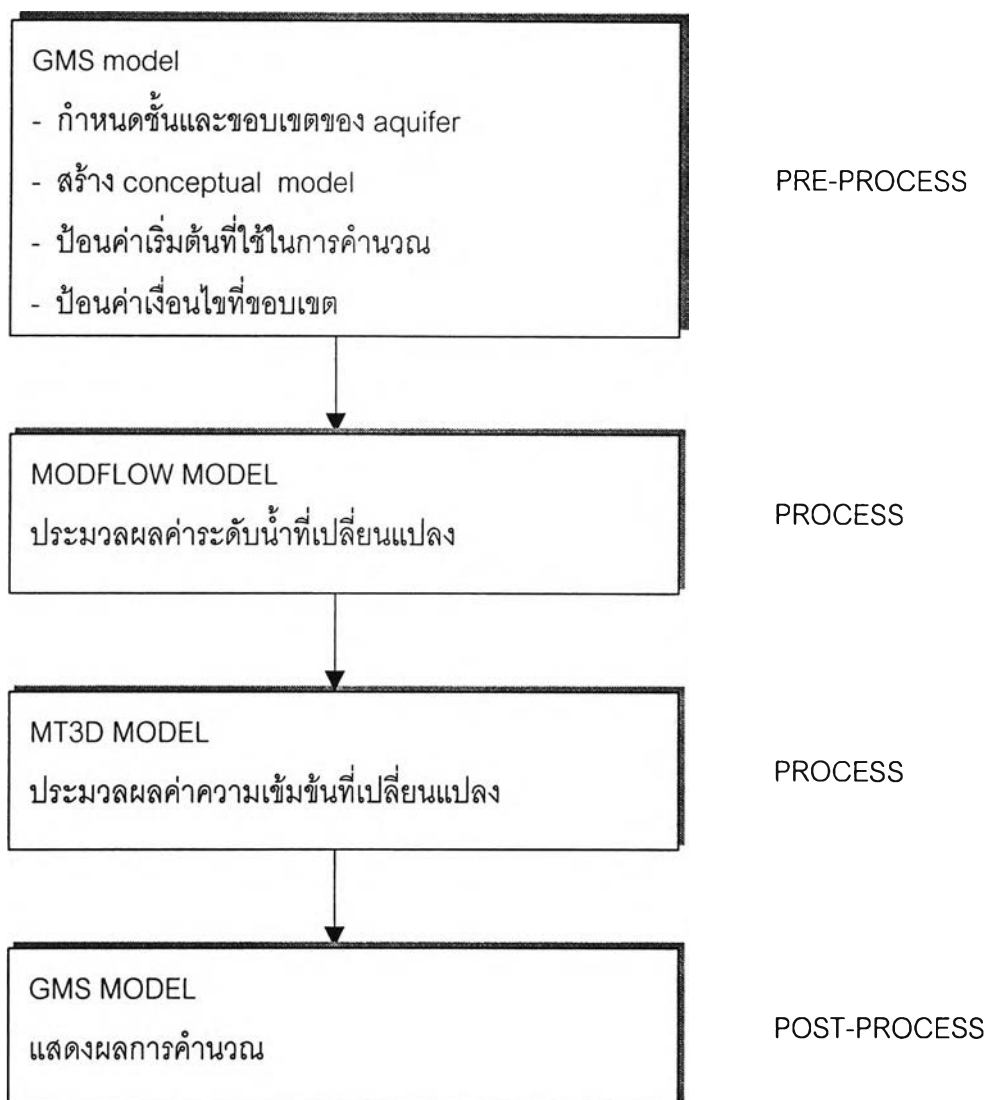 GMS model
- กำหนดชั้นและขอบเขตของ aquifer
- สร้าง conceptual model
- ป้อนค่าเริ่มต้นที่ใช้ในการคำนวณ
- ป้อนค่าเงื่อนไขที่ขอบเขต
PRE-PROCESS
MODFLOW MODEL
ประมวลผลค่าระดับน้ำที่เปลี่ยนแปลง
PROCESS
MT3D MODEL
ประมวลผลค่าความเข้มข้นที่เปลี่ยนแปลง
PROCESS
GMS MODEL
แสดงผลการคำนวณ
POST-PROCESS